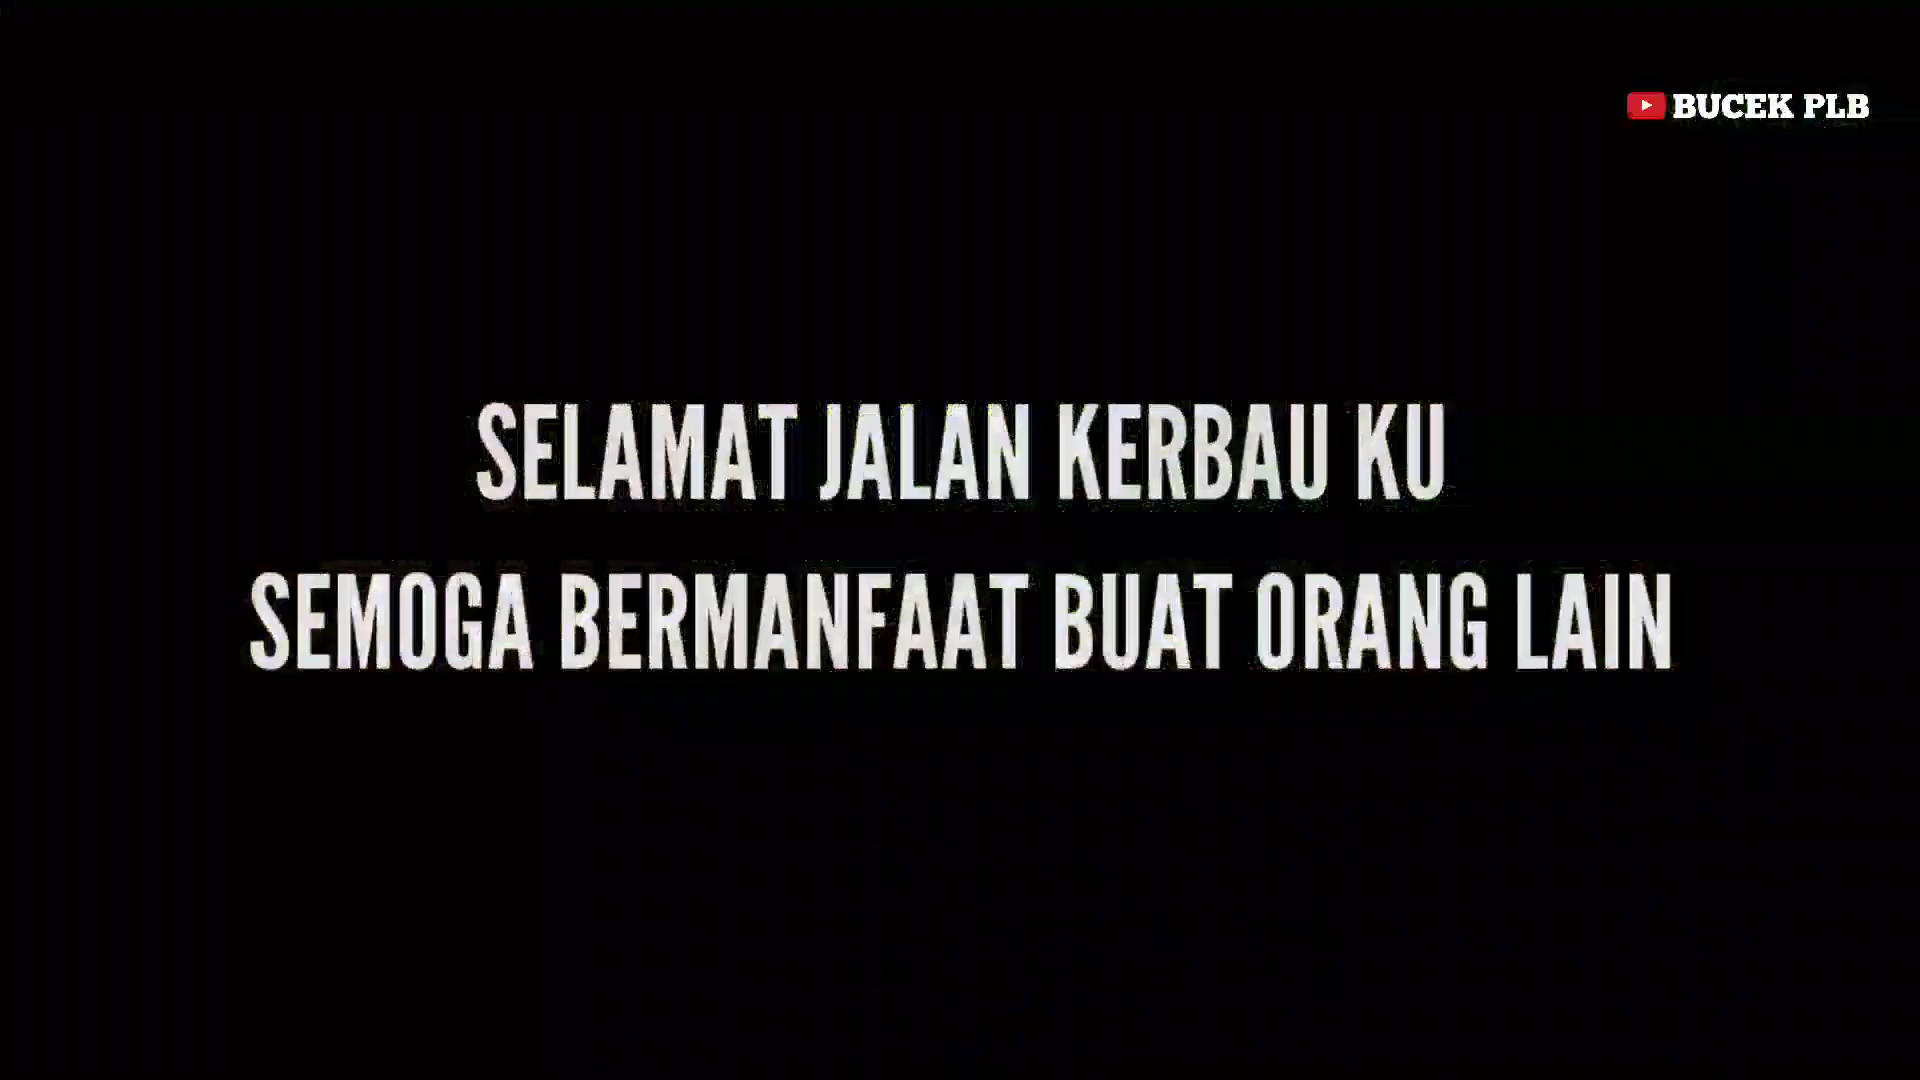 BUCEK PLB
SELAMAT JALAN KERBAU KU
SEMOGA BERMANFAAT BUAT ORANG LAIN